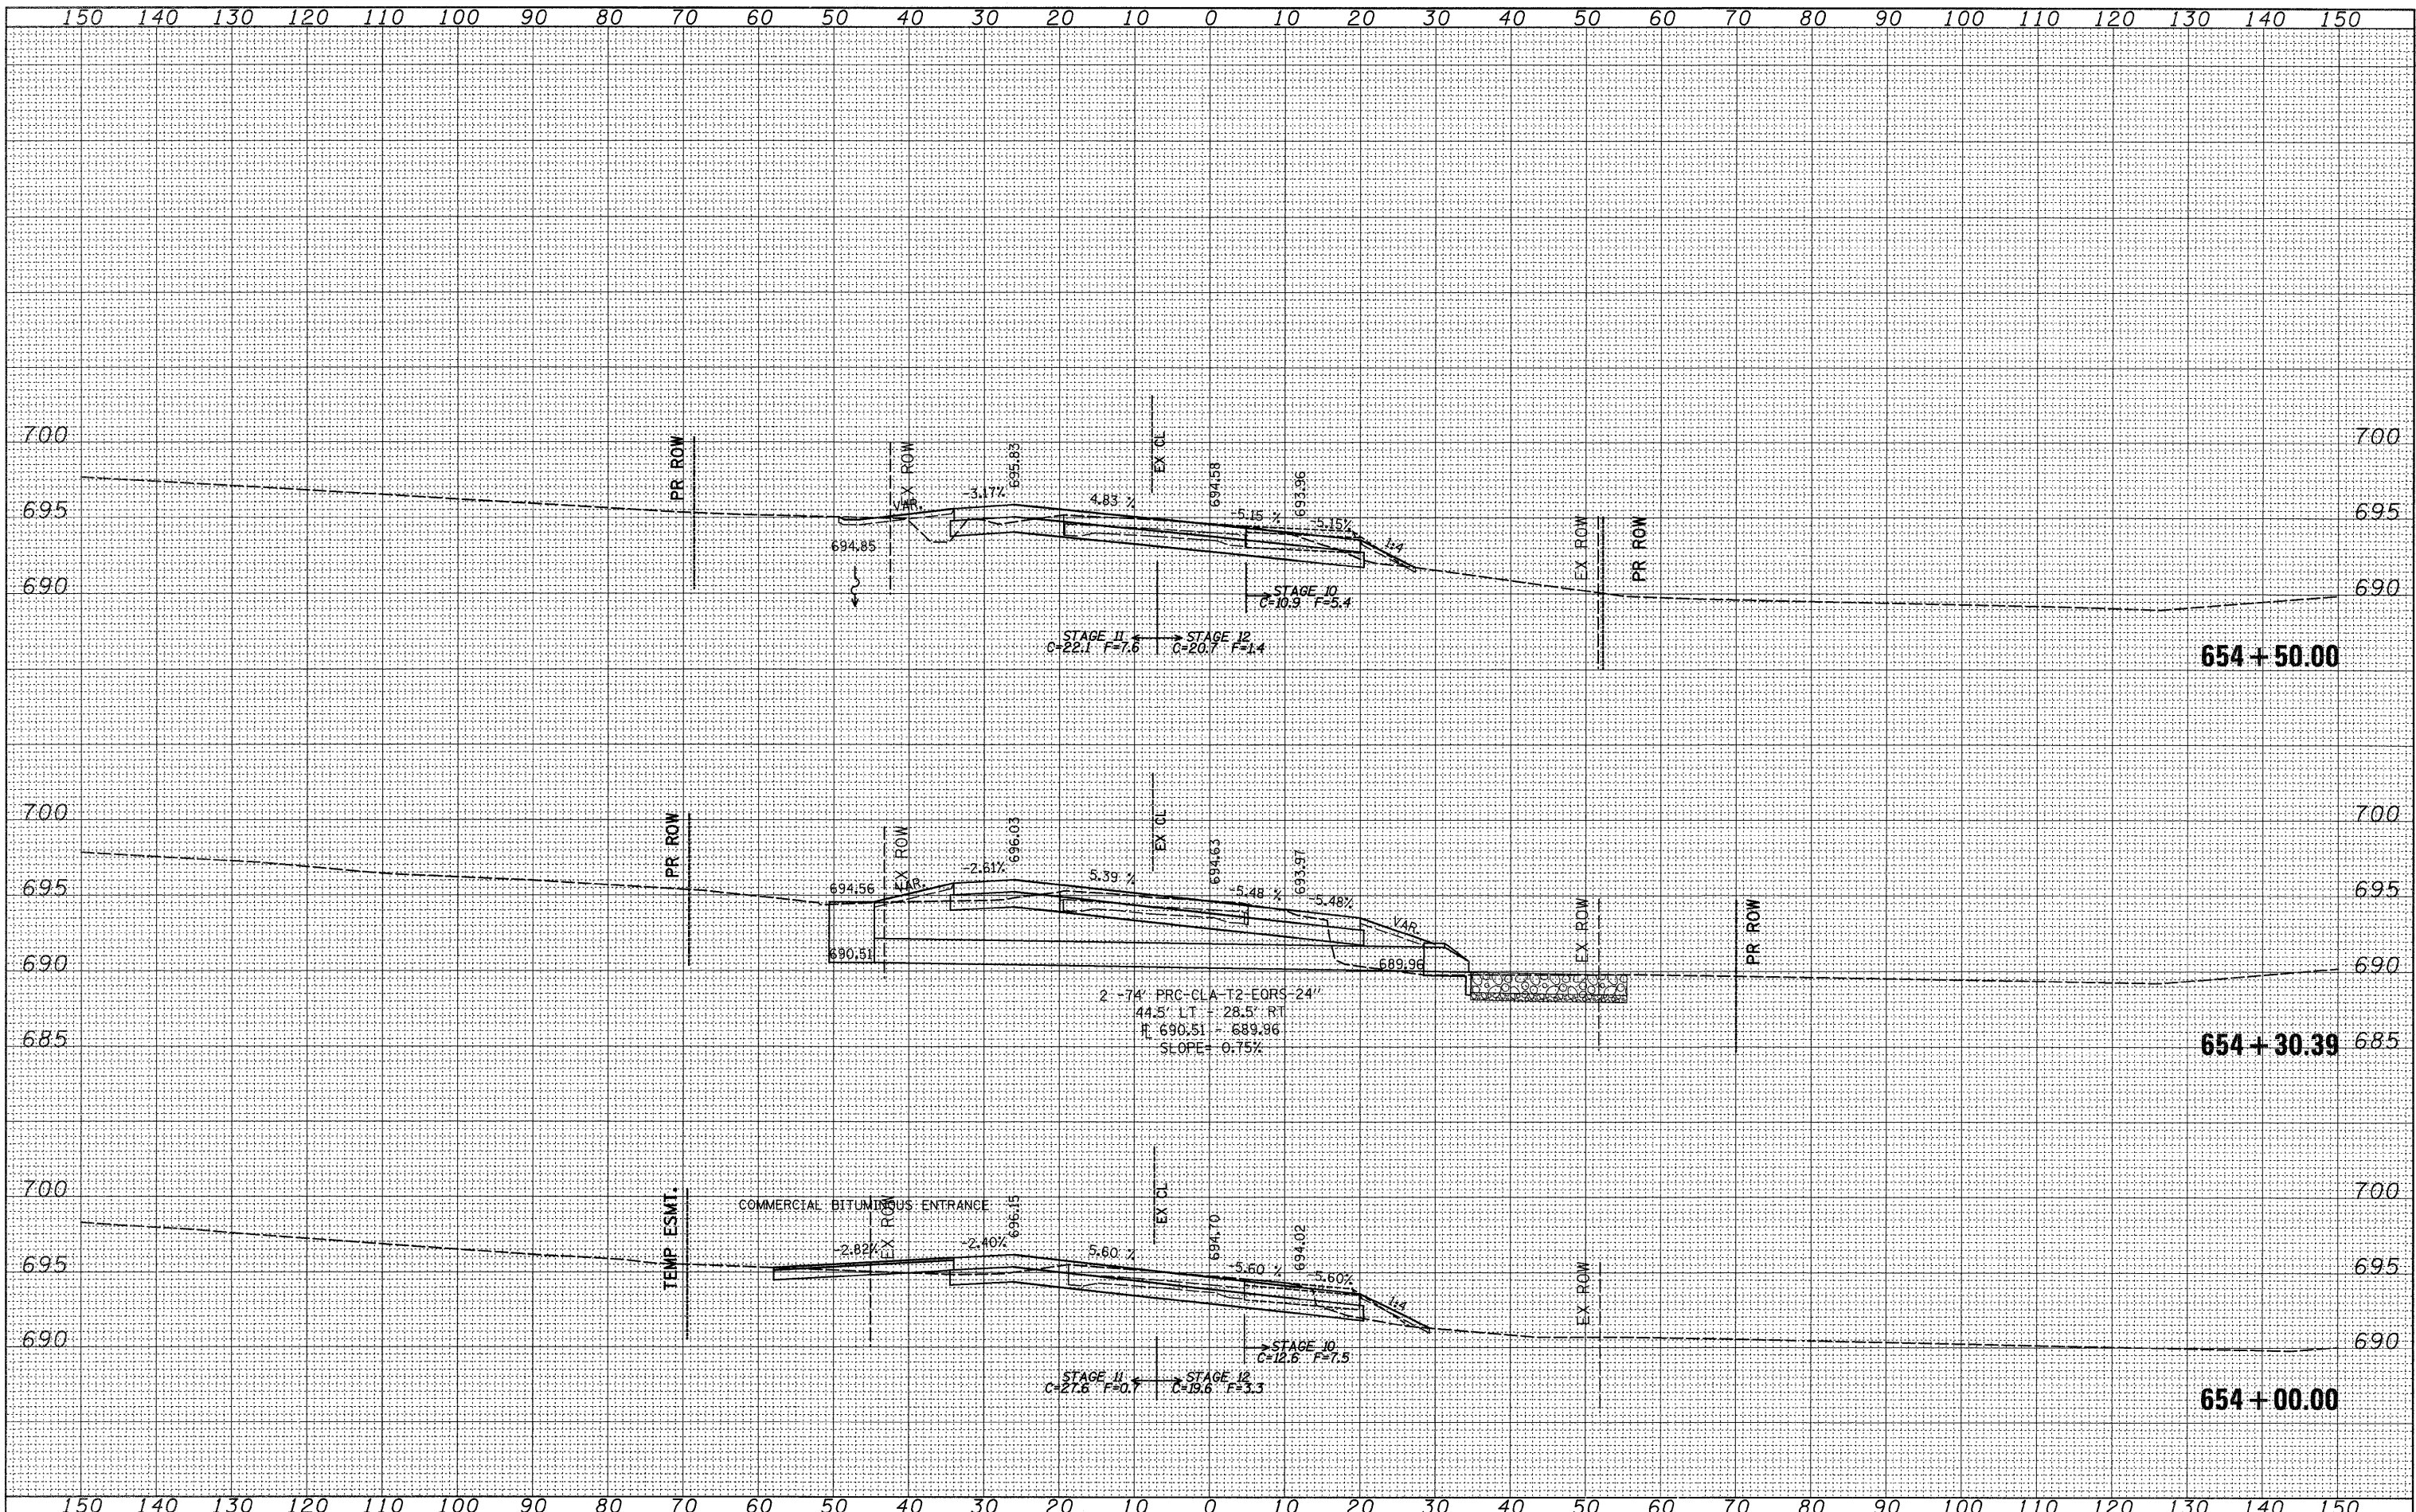 150 140 130 120 110 100 90 80 70 60 50 40 30 20 10 0 10 20 30 40 50 60 70 80 90 100 110 120 130 140 150
700 700
695 695
690 690
PR ROW
EX ROW
VAR.
-3.17%
695.83
4.83 %
EX CL
694.58
-5.15 %
693.96
-5.15%
1:4
EX ROW
PR ROW
694.85
STAGE 10
C=10.9 F=5.4
STAGE 11 STAGE 12
C=22.1 F=7.6 C=20.7 F=1.4
654+50.00
700 700
695 695
690 690
685 685
PR ROW
694.56
EX ROW
VAR.
-2.61%
696.03
5.39 %
EX CL
694.63
-5.48 %
693.97
-5.48%
VAR.
EX ROW
PR ROW
690.51
689.96
2 -74' PRC-CLA-T2-EQRS-24"
44.5' LT - 28.5' RT
FL 690.51 - 689.96
SLOPE= 0.75%
654+30.39
700 700
695 695
690 690
TEMP ESMT.
COMMERCIAL BITUMINOUS ENTRANCE
-2.82%
EX ROW
-2.40%
696.15
5.60 %
EX CL
694.70
-5.60 %
694.02
-5.60%
1:4
EX ROW
STAGE 10
C=12.6 F=7.5
STAGE 11 STAGE 12
C=27.6 F=0.7 C=19.6 F=3.3
654+00.00
150 140 130 120 110 100 90 80 70 60 50 40 30 20 10 0 10 20 30 40 50 60 70 80 90 100 110 120 130 140 150